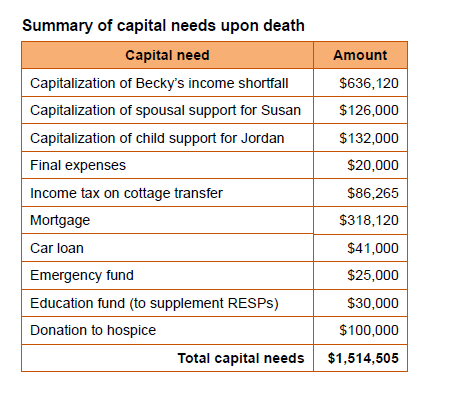 Summary of capital needs upon death
Capital need Amount
Capitalization of Becky's income shortfall $636,120
Capitalization of spousal support for Susan $126,000
Capitalization of child support for Jordan $132,000
Final expenses $20,000
Income tax on cottage transfer $86,265
Mortgage $318,120
Car loan $41,000
Emergency fund $25,000
Education fund (to supplement RESPs) $30,000
Donation to hospice $100,000
Total capital needs $1,514,505